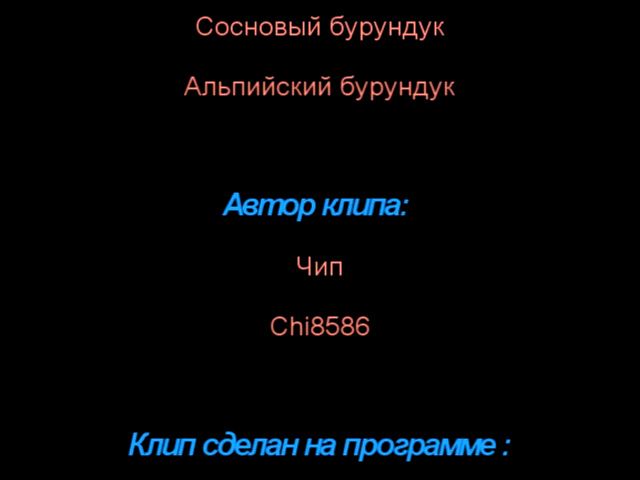 Сосновый бурундук
Альпийский бурундук
Автор клипа:
Чип
Chi8586
Клип сделан на программе :